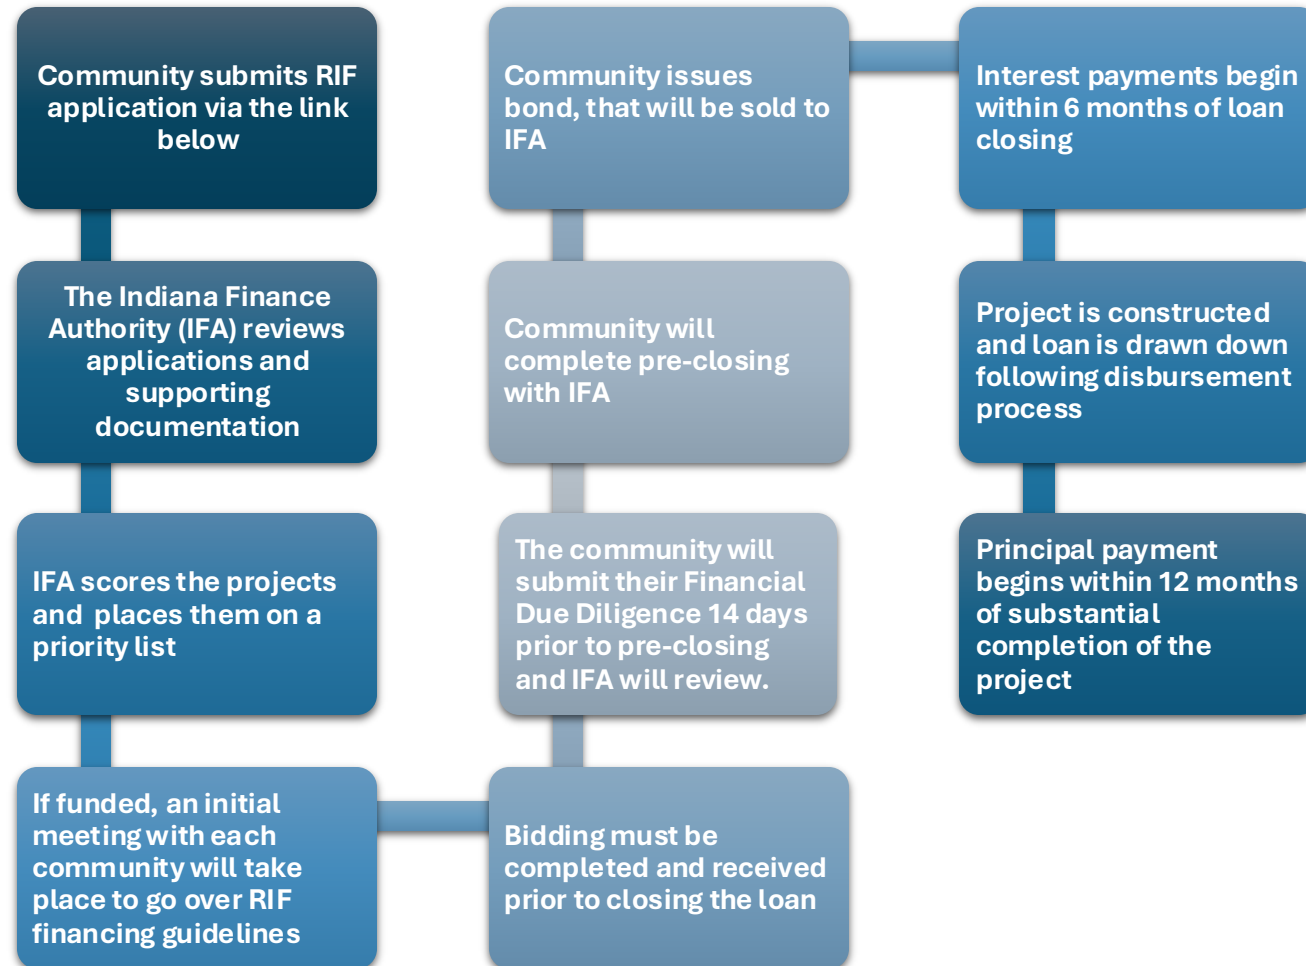 Community submits RIF
application via the link
below
The Indiana Finance
Authority (IFA) reviews
applications and
supporting
documentation
IFA scores the projects
and places them on a
priority list
If funded, an initial
meeting with each
community will take
place to go over RIF
financing guidelines
Bidding must be
completed and received
prior to closing the loan
The community will
submit their Financial
Due Diligence 14 days
prior to pre-closing
and IFA will review.
Community will
complete pre-closing
with IFA
Community issues
bond, that will be sold to
IFA
Interest payments begin
within 6 months of loan
closing
Project is constructed
and loan is drawn down
following disbursement
process
Principal payment
begins within 12 months
of substantial
completion of the
project